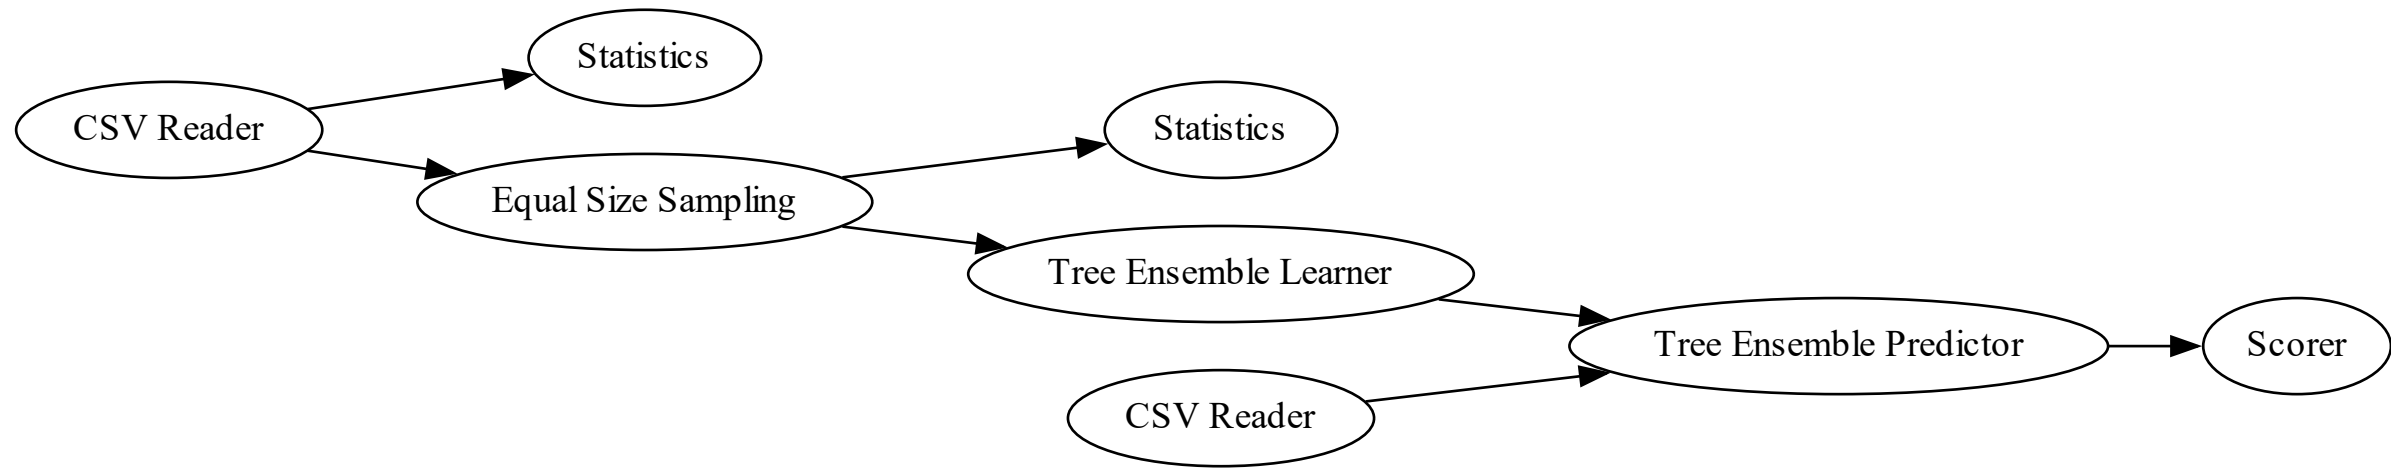 Statistics
CSV Reader
Statistics
Equal Size Sampling
Tree Ensemble Learner
Tree Ensemble Predictor
Scorer
CSV Reader